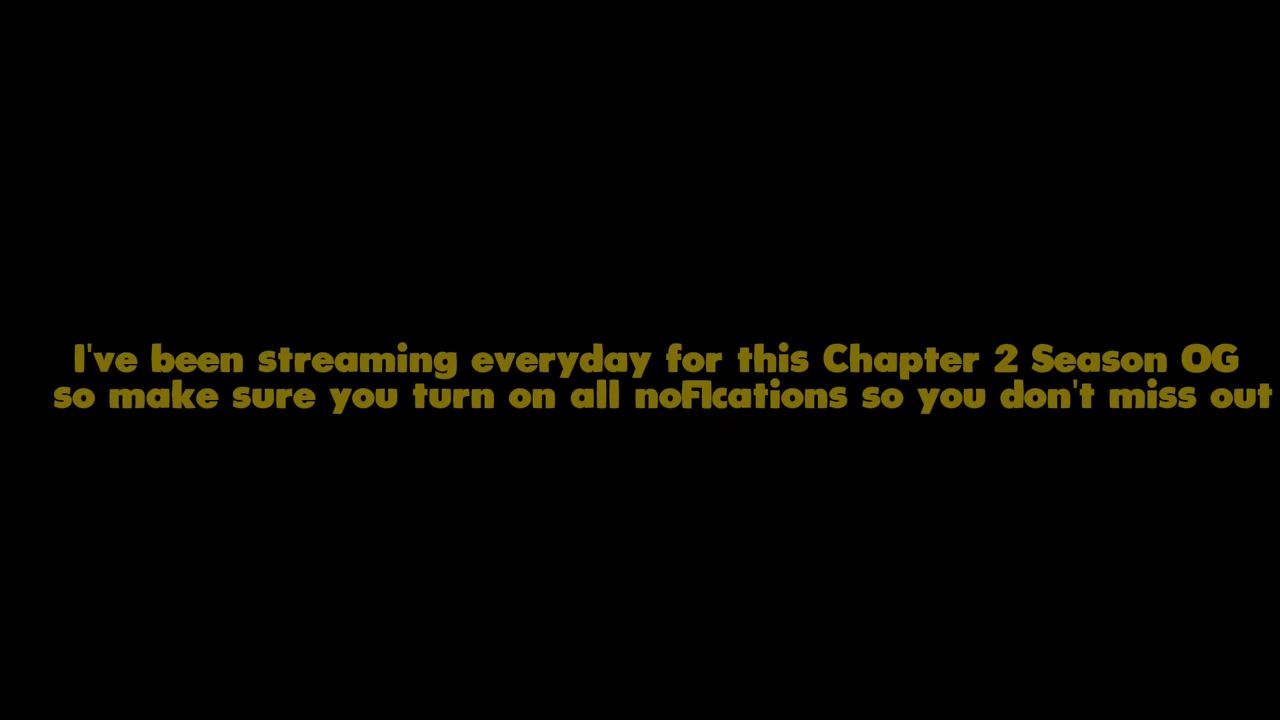 I've been streaming everyday for this Chapter 2 Season OG
so make sure you turn on all noFIcations so you don't miss out